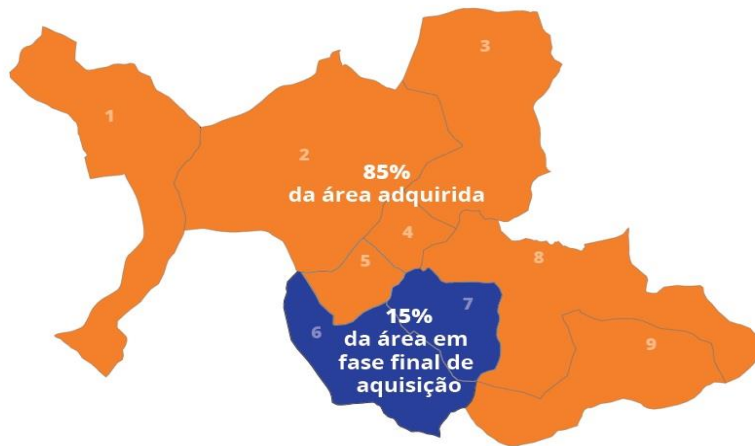 3
1
2
85%
da área adquirida
4
5
8
7
6
15%
da área em
fase final de
aquisição
9